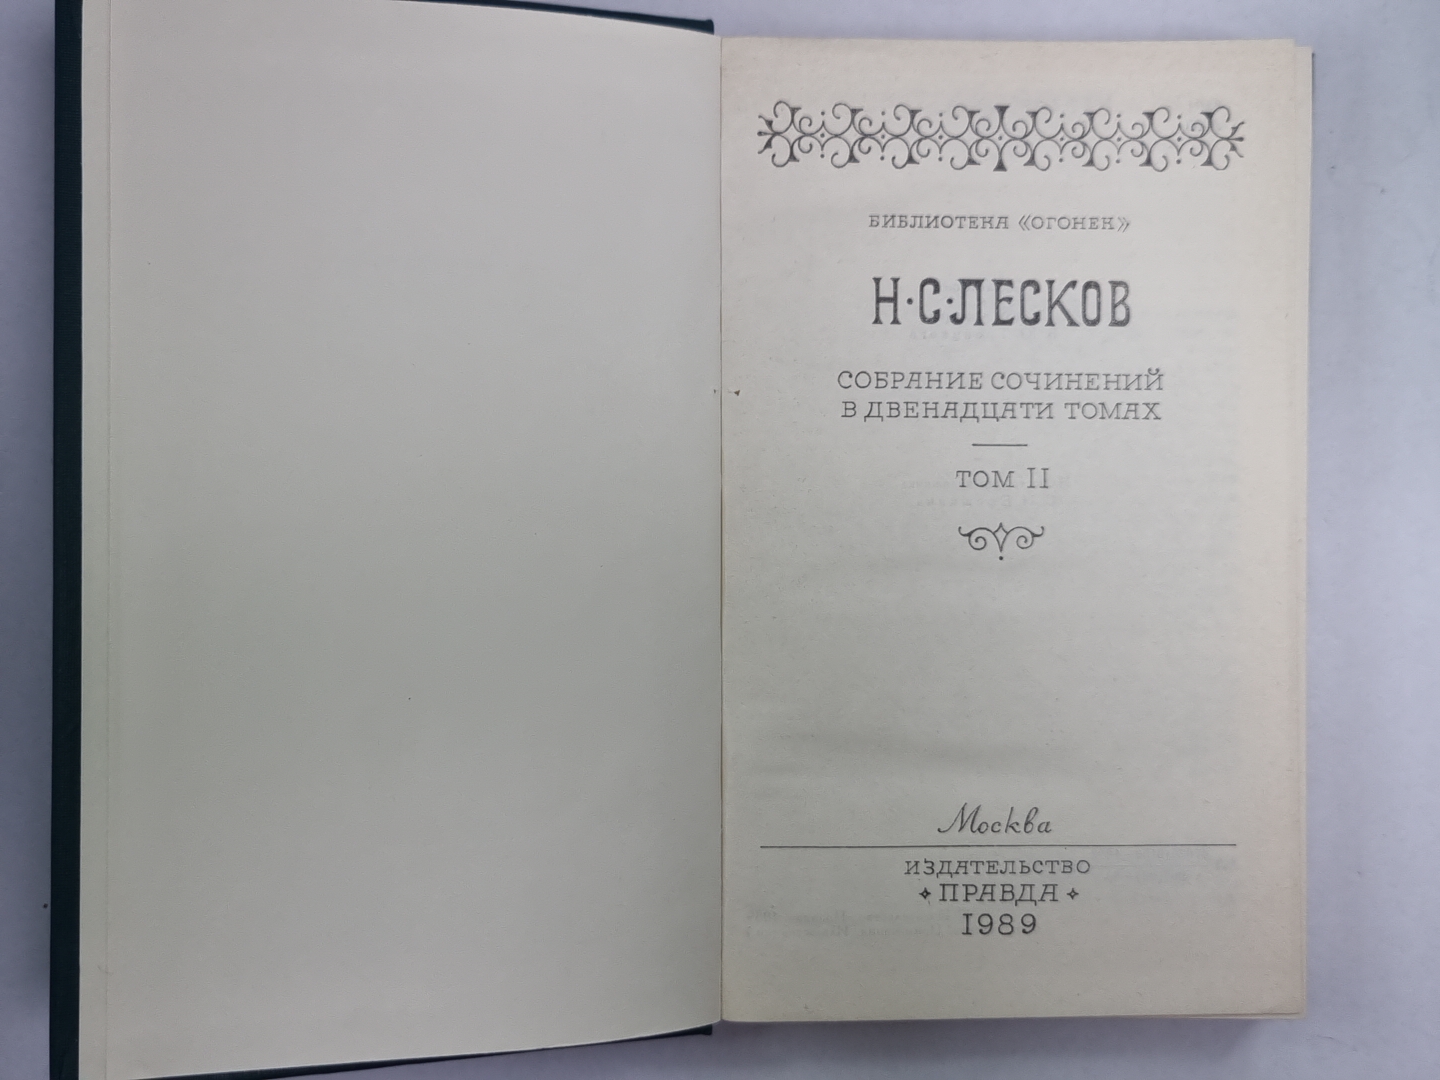 БИБЛИОТЕКА «ОГОНЕК»
Н·С·ЛЕСКОВ
СОБРАНИЕ СОЧИНЕНИЙ
В ДВЕНАДЦАТИ ТОМАХ
ТОМ II
Москва
ИЗДАТЕЛЬСТВО
ПРАВДА
1989